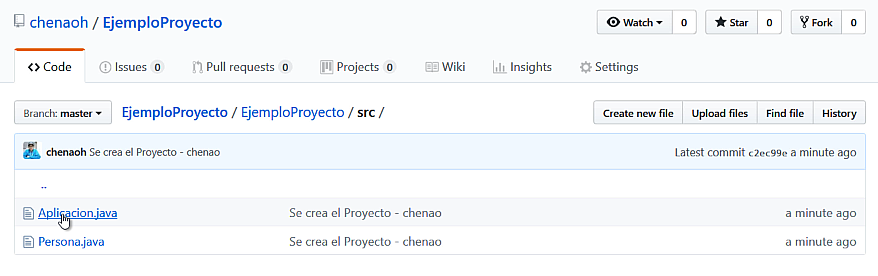 chenaoh / EjemploProyecto Watch 0 Star 0 Fork 0
Code Issues 0 Pull requests 0 Projects 0 Wiki Insights Settings
Branch: master EjemploProyecto / EjemploProyecto / src / Create new file Upload files Find file History
chenaoh Se crea el Proyecto - chenao Latest commit c2ec99e a minute ago
..
Aplicacion.java Se crea el Proyecto - chenao a minute ago
Persona.java Se crea el Proyecto - chenao a minute ago